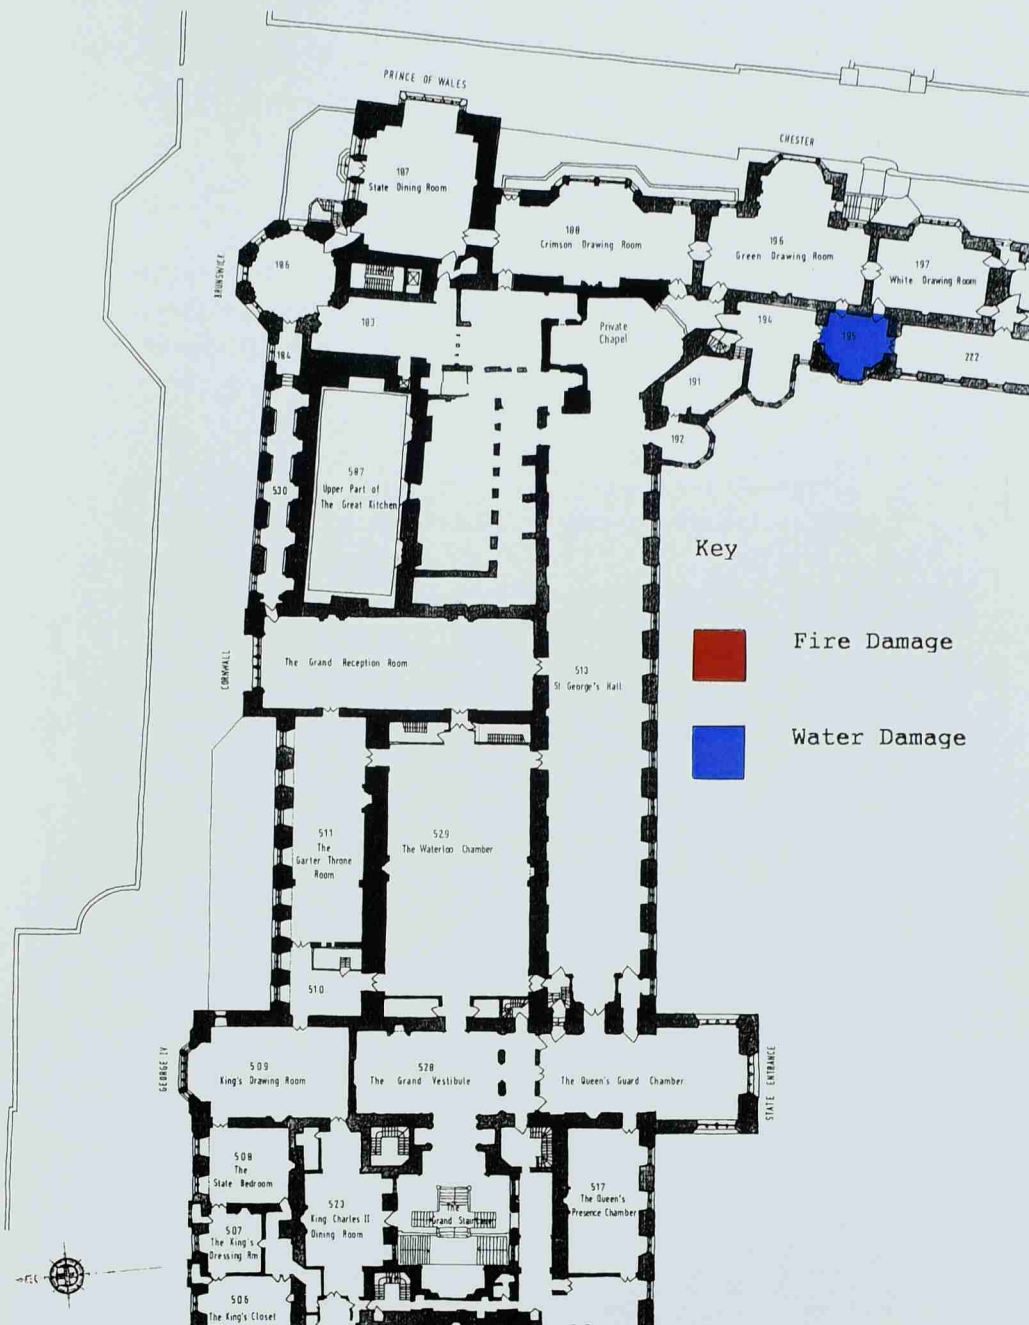 PRINCE OF WALES
CHESTER
187
State Dining Room
188
Crimson Drawing Room
196
Green Drawing Room
197
White Drawing Room
BRUNSWICK
186
183
Private
Chapel
194
195
222
184
191
192
587
Upper Part of
The Great Kitchen
530
Key
Fire Damage
Water Damage
CORNWALL
The Grand Reception Room
513
St George's Hall
511
The
Garter Throne
Room
529
The Waterloo Chamber
510
GEORGE IV
509
King's Drawing Room
528
The Grand Vestibule
The Queen's Guard Chamber
STATE ENTRANCE
508
The
State Bedroom
523
King Charles II
Dining Room
The
Grand Staircase
517
The Queen's
Presence Chamber
507
The King's
Dressing Rm
506
The King's Closet